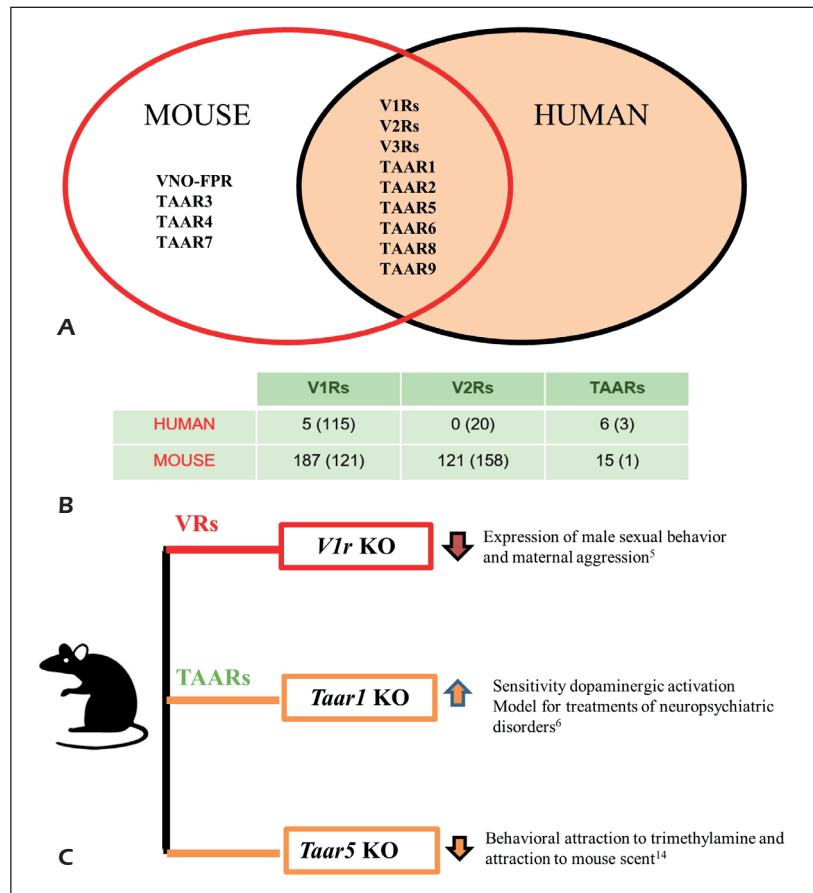 MOUSE
HUMAN
VNO-FPR
TAAR3
TAAR4
TAAR7
V1Rs
V2Rs
V3Rs
TAAR1
TAAR2
TAAR5
TAAR6
TAAR8
TAAR9
A
V1Rs V2Rs TAARs
HUMAN 5 (115) 0 (20) 6 (3)
MOUSE 187 (121) 121 (158) 15 (1)
B
VRs
V1r KO
Expression of male sexual behavior
and maternal aggression5
TAARs
Taar1 KO
Sensitivity dopaminergic activation
Model for treatments of neuropsychiatric
disorders6
C
Taar5 KO
Behavioral attraction to trimethylamine and
attraction to mouse scent14